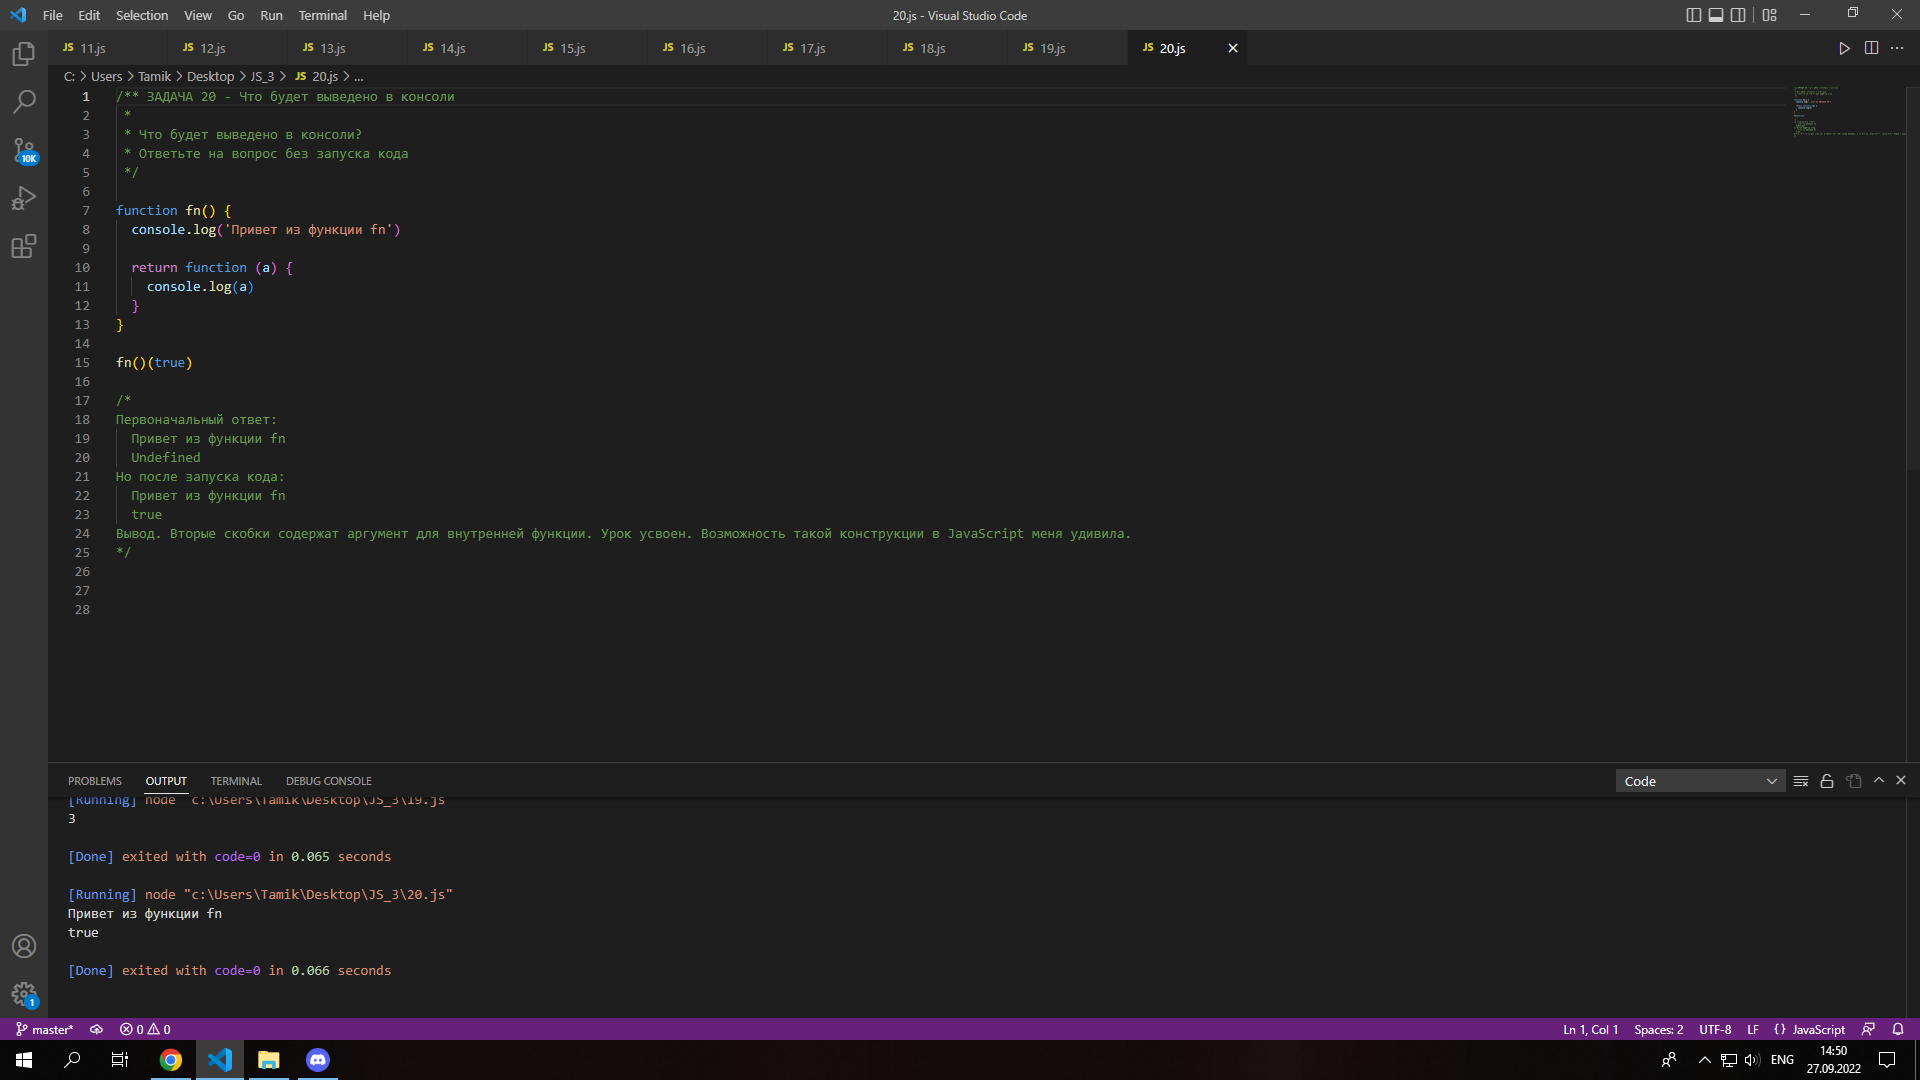 File Edit Selection View Go Run Terminal Help 20.js - Visual Studio Code
JS 11.js JS 12.js JS 13.js JS 14.js JS 15.js JS 16.js JS 17.js JS 18.js JS 19.js JS 20.js
C: > Users > Tamik > Desktop > JS_3 > JS 20.js > ...
1 /** ЗАДАЧА 20 - Что будет выведено в консоли
2 *
3 * Что будет выведено в консоли?
4 * Ответьте на вопрос без запуска кода
5 */
6
7 function fn() {
8 console.log('Привет из функции fn')
9
10 return function (a) {
11 console.log(a)
12 }
13 }
14
15 fn()(true)
16
17 /*
18 Первоначальный ответ:
19 Привет из функции fn
20 Undefined
21 Но после запуска кода:
22 Привет из функции fn
23 true
24 Вывод. Вторые скобки содержат аргумент для внутренней функции. Урок усвоен. Возможность такой конструкции в JavaScript меня удивила.
25 */
26
27
28
10K
1
PROBLEMS OUTPUT TERMINAL DEBUG CONSOLE Code
[Running] node "c:\Users\Tamik\Desktop\JS_3\19.js"
3
[Done] exited with code=0 in 0.065 seconds
[Running] node "c:\Users\Tamik\Desktop\JS_3\20.js"
Привет из функции fn
true
[Done] exited with code=0 in 0.066 seconds
master* 0 0 Ln 1, Col 1 Spaces: 2 UTF-8 LF {} JavaScript
ENG 14:50
27.09.2022